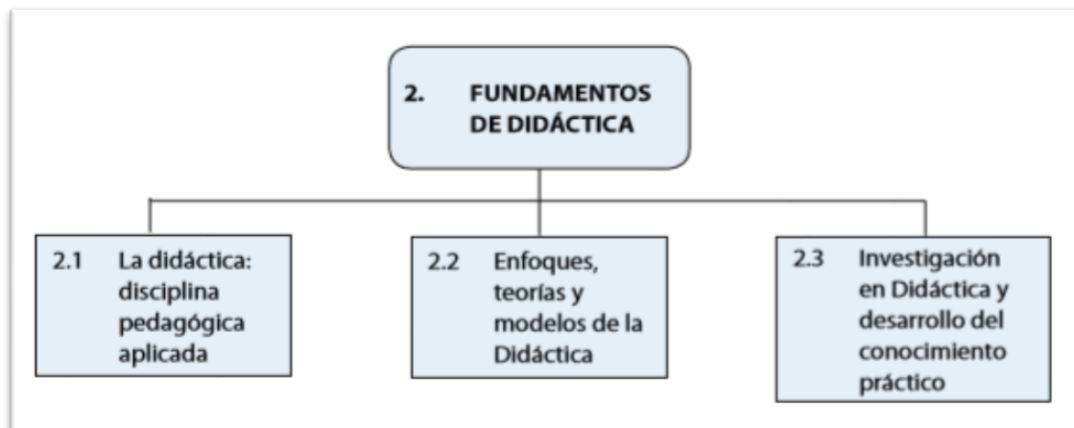 2. FUNDAMENTOS
DE DIDÁCTICA
2.1 La didáctica:
disciplina
pedagógica
aplicada
2.2 Enfoques,
teorías y
modelos de la
Didáctica
2.3 Investigación
en Didáctica y
desarrollo del
conocimiento
práctico